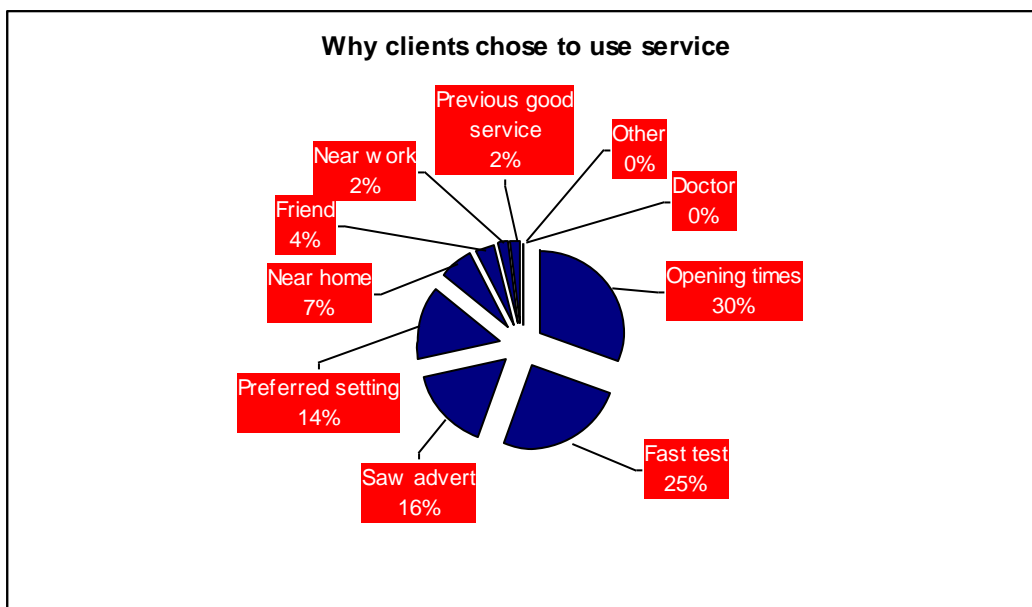 Why clients chose to use service
Previous good
service
2%
Other
0%
Near work
2%
Doctor
0%
Friend
4%
Near home
7%
Opening times
30%
Preferred setting
14%
Fast test
25%
Saw advert
16%